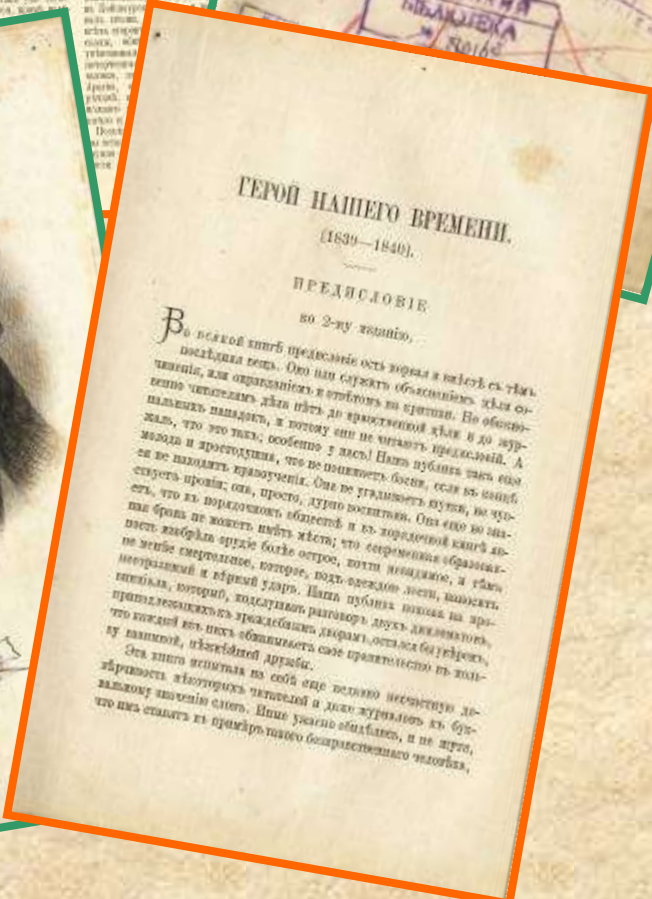 БИБЛІОТЕКА
ГЕРОЙ НАШЕГО ВРЕМЕНИ.
(1839—1840).
ПРЕДИСЛОВІЕ
ко 2-му изданію,
Во всякой книгѣ предисловіе есть первая и вмѣстѣ съ тѣмъ
послѣдняя вещь. Оно или служитъ объясненіемъ цѣли со-
чиненія, или оправданіемъ и отвѣтомъ на критики. Но обыкно-
венно читателямъ дѣла нѣтъ до нравственной цѣли и до жур-
нальныхъ нападокъ, и потому они не читаютъ предисловій. А
жаль, что это такъ; особенно у насъ! Наша публика такъ еще
молода и простодушна, что не понимаетъ басни, если въ концѣ
ея не находитъ нравоученія. Она не угадываетъ шутки, не чув-
ствуетъ ироніи; она, просто, дурно воспитана. Она еще не зна-
етъ, что въ порядочномъ обществѣ и въ порядочной книгѣ яв-
ная брань не можетъ имѣть мѣста; что современная образован-
ность изобрѣла орудіе болѣе острое, почти невидимое, и тѣмъ
не менѣе смертельное, которое, подъ одеждою лести, наноситъ
неотразимый и вѣрный ударъ. Наша публика похожа на про-
винціала, который, подслушавъ разговоръ двухъ дипломатовъ,
принадлежащихъ къ враждебнымъ дворамъ, остался бы увѣренъ,
что каждый изъ нихъ обманываетъ свое правительство въ поль-
зу взаимной, нѣжнѣйшей дружбы.
Эта книга испытала на себѣ еще недавно несчастную до-
вѣрчивость нѣкоторыхъ читателей и даже журналовъ къ бук-
вальному значенію словъ. Иные ужасно обидѣлись, и не шутя,
что имъ ставятъ въ примѣръ такого безнравственнаго человѣка,